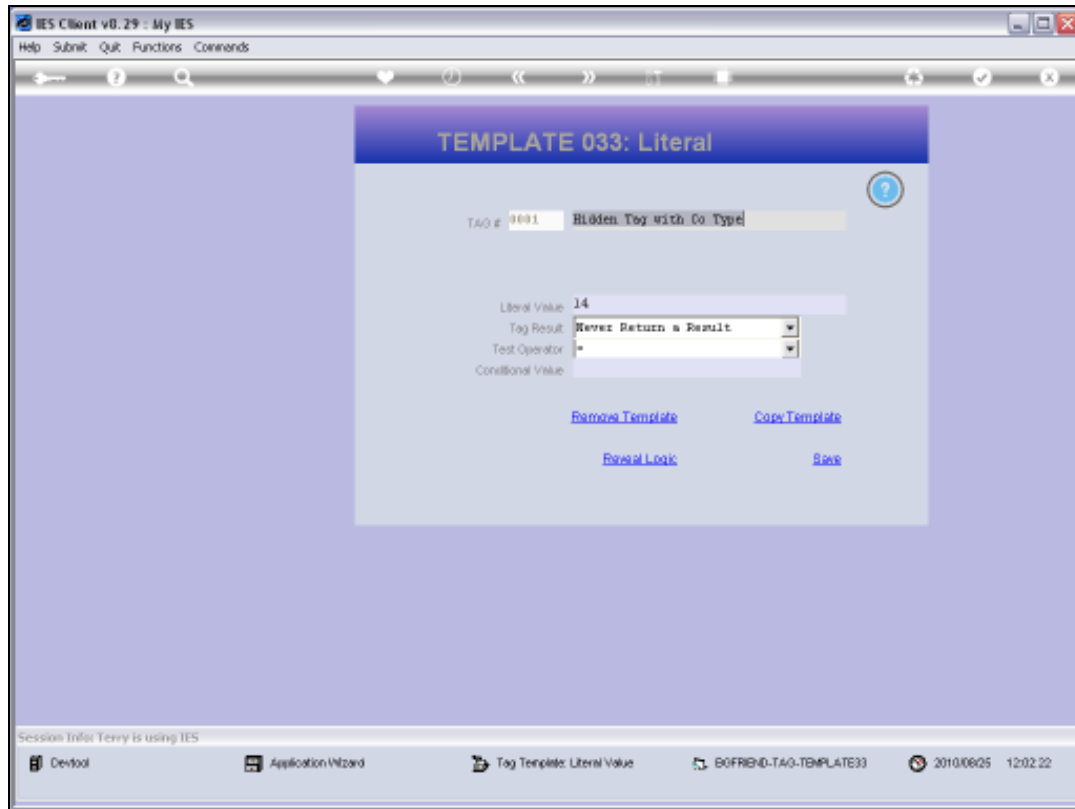 IES Client v8.29 : My IES
Help Submit Quit Functions Commands
TEMPLATE 033: Literal
TAG # 0001 Hidden Tag with Co Type
Literal Value 14
Tag Result Never Return a Result
Test Operator =
Conditional Value
Remove Template Copy Template
Reveal Logic Save
Session Info: Terry is using IES
Devtool Application Wizard Tag Template: Literal Value BGFRIEND-TAG-TEMPLATE33 2010/08/25 12:02:22